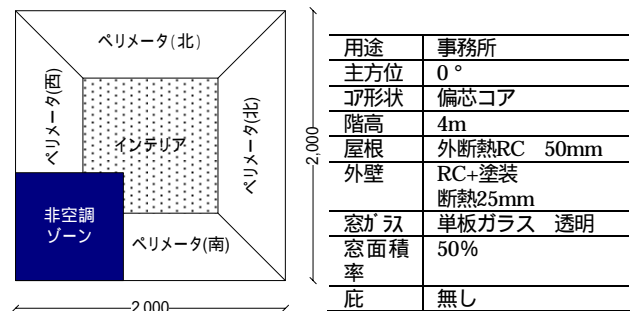 ペリメータ(北)
ペリメータ(西)
インテリア
ペリメータ(北)
2,000
非空調
ゾーン
ペリメータ(南)
2,000
用途 事務所
主方位 0°
コア形状 偏芯コア
階高 4m
屋根 外断熱RC 50mm
外壁 RC+塗装
断熱25mm
窓ガラス 単板ガラス 透明
窓面積
率 50%
庇 無し